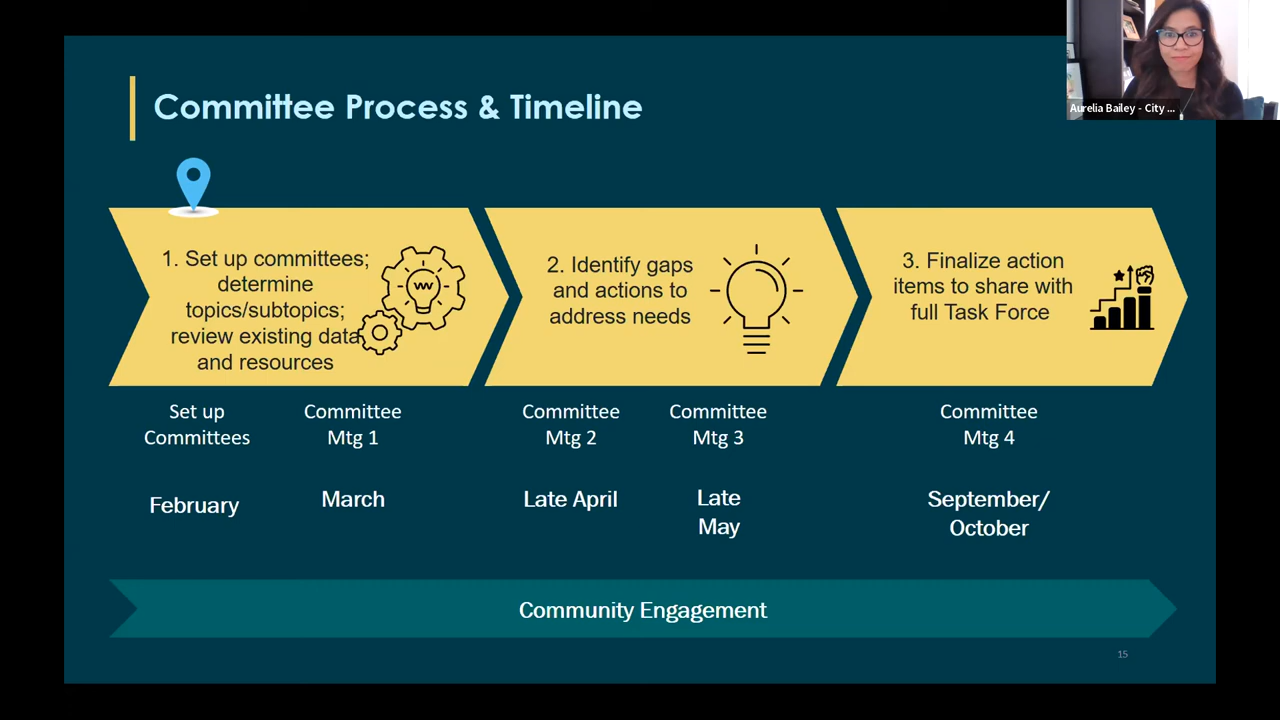 Committee Process & Timeline
Aurelia Bailey - City ...
1. Set up committees;
determine
topics/subtopics;
review existing data
and resources
2. Identify gaps
and actions to
address needs
3. Finalize action
items to share with
full Task Force
Set up
Committees
Committee
Mtg 1
Committee
Mtg 2
Committee
Mtg 3
Committee
Mtg 4
February
March
Late April
Late
May
September/
October
Community Engagement
15